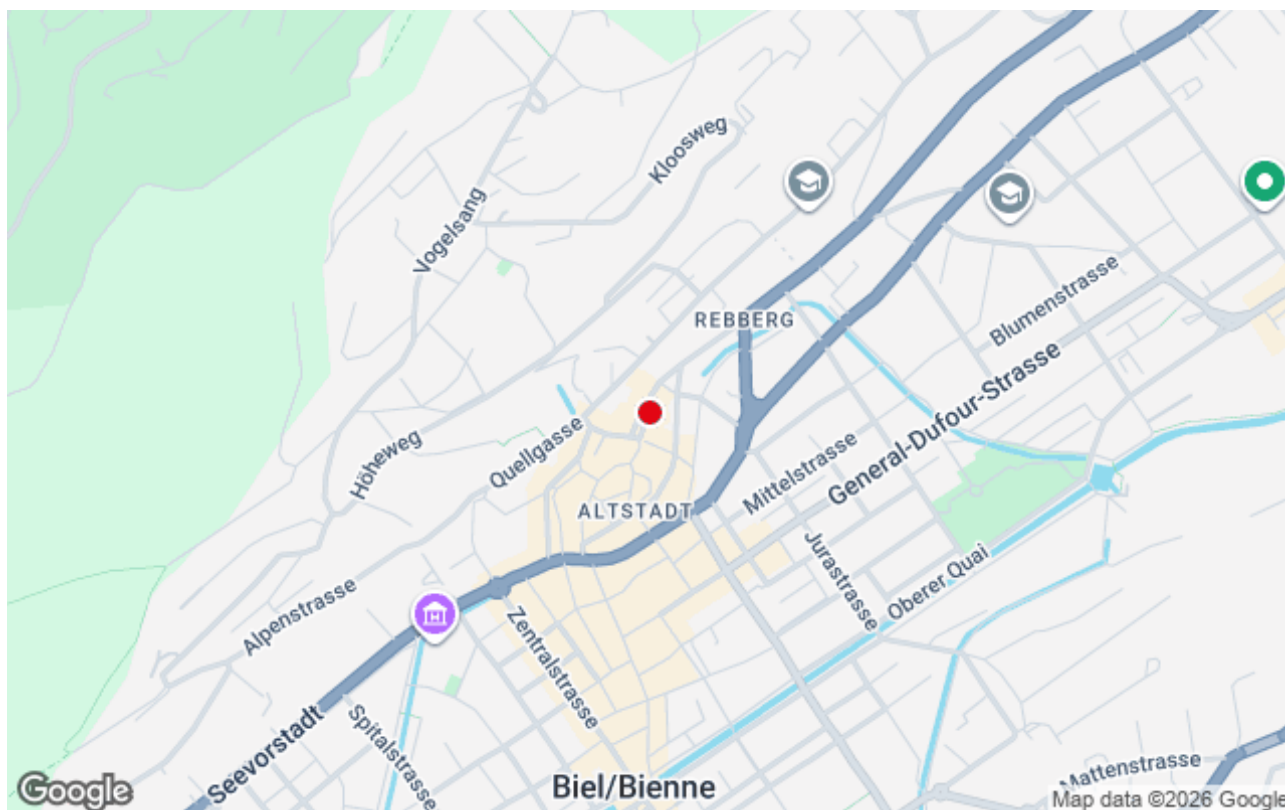 Kloosweg
Vogelsang
REBBERG
Blumenstrasse
General-Dufour-Strasse
Höheweg
Quellgasse
Mittelstrasse
ALTSTADT
Jurastrasse
Oberer Quai
Alpenstrasse
Zentralstrasse
Seevorstadt
Spitalstrasse
Mattenstrasse
Biel/Bienne
Google
Map data ©2026 Google